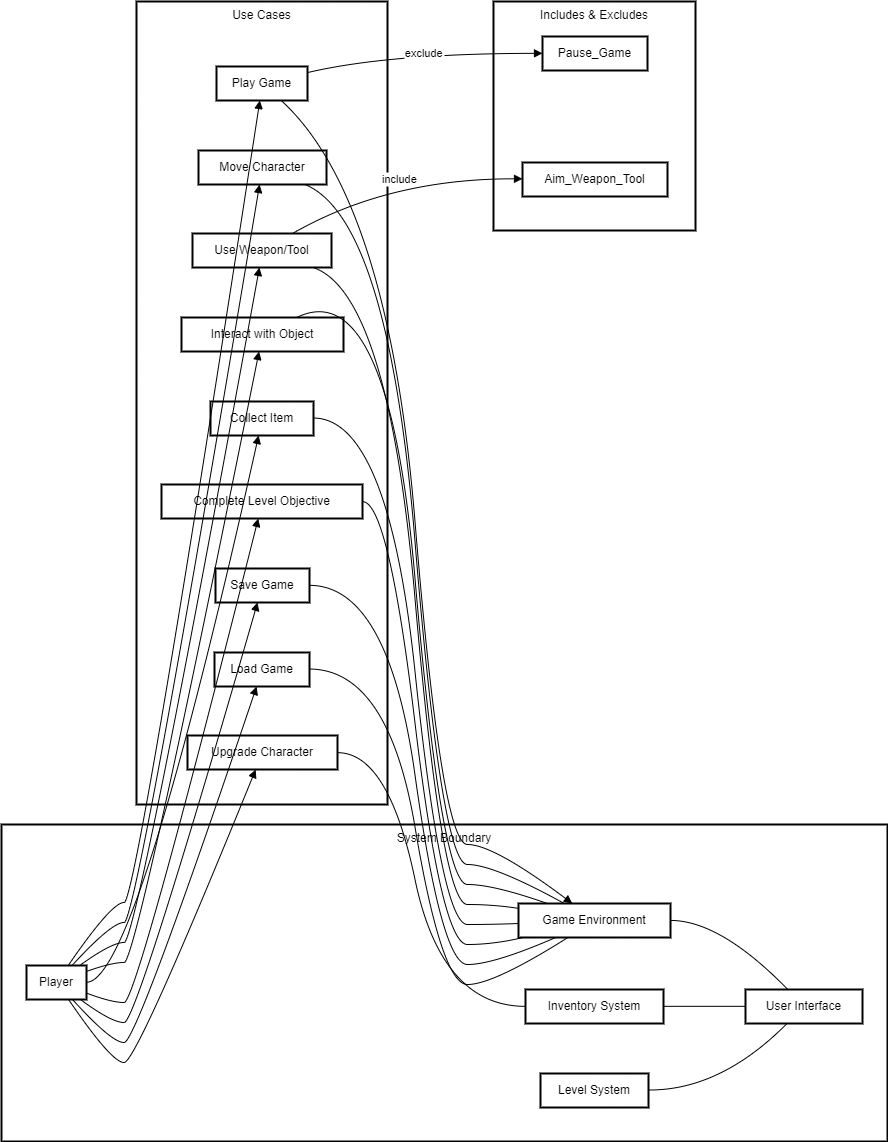 Use Cases
Includes & Excludes
exclude
Pause_Game
Play Game
Move Character
include
Aim_Weapon_Tool
Use Weapon/Tool
Interact with Object
Collect Item
Complete Level Objective
Save Game
Load Game
Upgrade Character
System Boundary
Game Environment
Player
Inventory System
User Interface
Level System